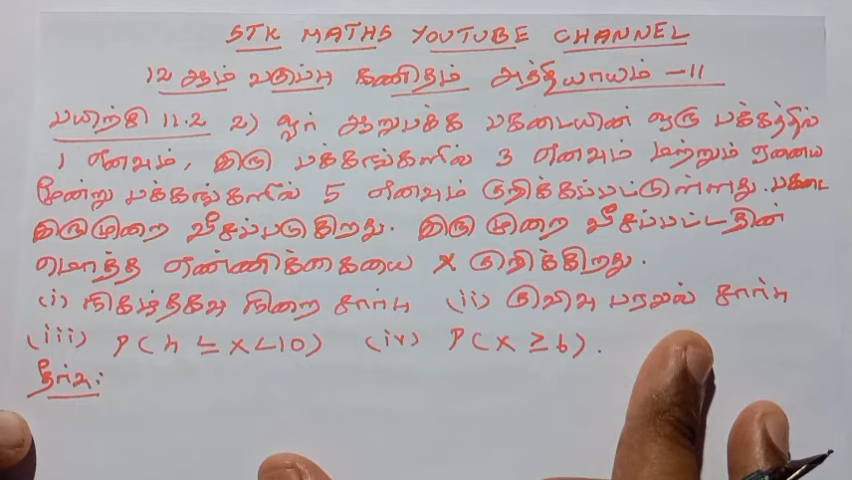 STK MATHS YOUTUBE CHANNEL
12 ஆம் வகுப்பு கணிதம் அத்தியாயம் - 11
பயிற்சி 11.2 2) ஓர் ஆறுபக்க பகடையின் ஒரு பக்கத்தில்
1 எனவும், இரு பக்கங்களில் 3 எனவும் மற்றும் ஏனைய
மூன்று பக்கங்களில் 5 எனவும் குறிக்கப்பட்டுள்ளது. பகடை
இருமுறை வீசப்படுகிறது. இருமுறை வீசப்பட்டதின்
மொத்த எண்ணிக்கையை X குறிக்கிறது.
(i) நிகழ்தகவு நிறை சார்பு (ii) குவிவு பரவல் சார்பு
(iii) P(4 ≤ X < 10) (iv) P(X ≥ 6).
தீர்வு: